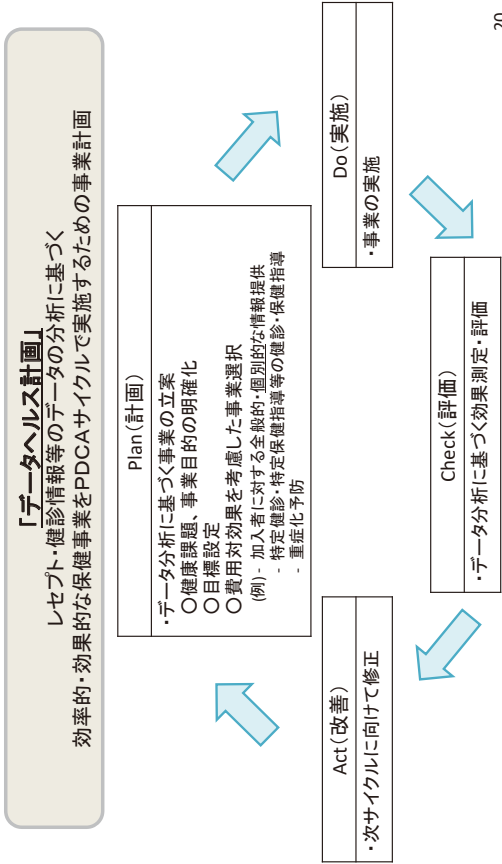 「データヘルス計画」
レセプト・健診情報等のデータの分析に基づく
効率的・効果的な保健事業をPDCAサイクルで実施するための事業計画
Plan（計画）
・データ分析に基づく事業の立案
○健康課題、事業目的の明確化
○目標設定
○費用対効果を考慮した事業選択
(例)- 加入者に対する全般的・個別的な情報提供
- 特定健診・特定保健指導等の健診・保健指導
- 重症化予防
Do（実施）
・事業の実施
Check（評価）
・データ分析に基づく効果測定・評価
Act（改善）
・次サイクルに向けて修正
20